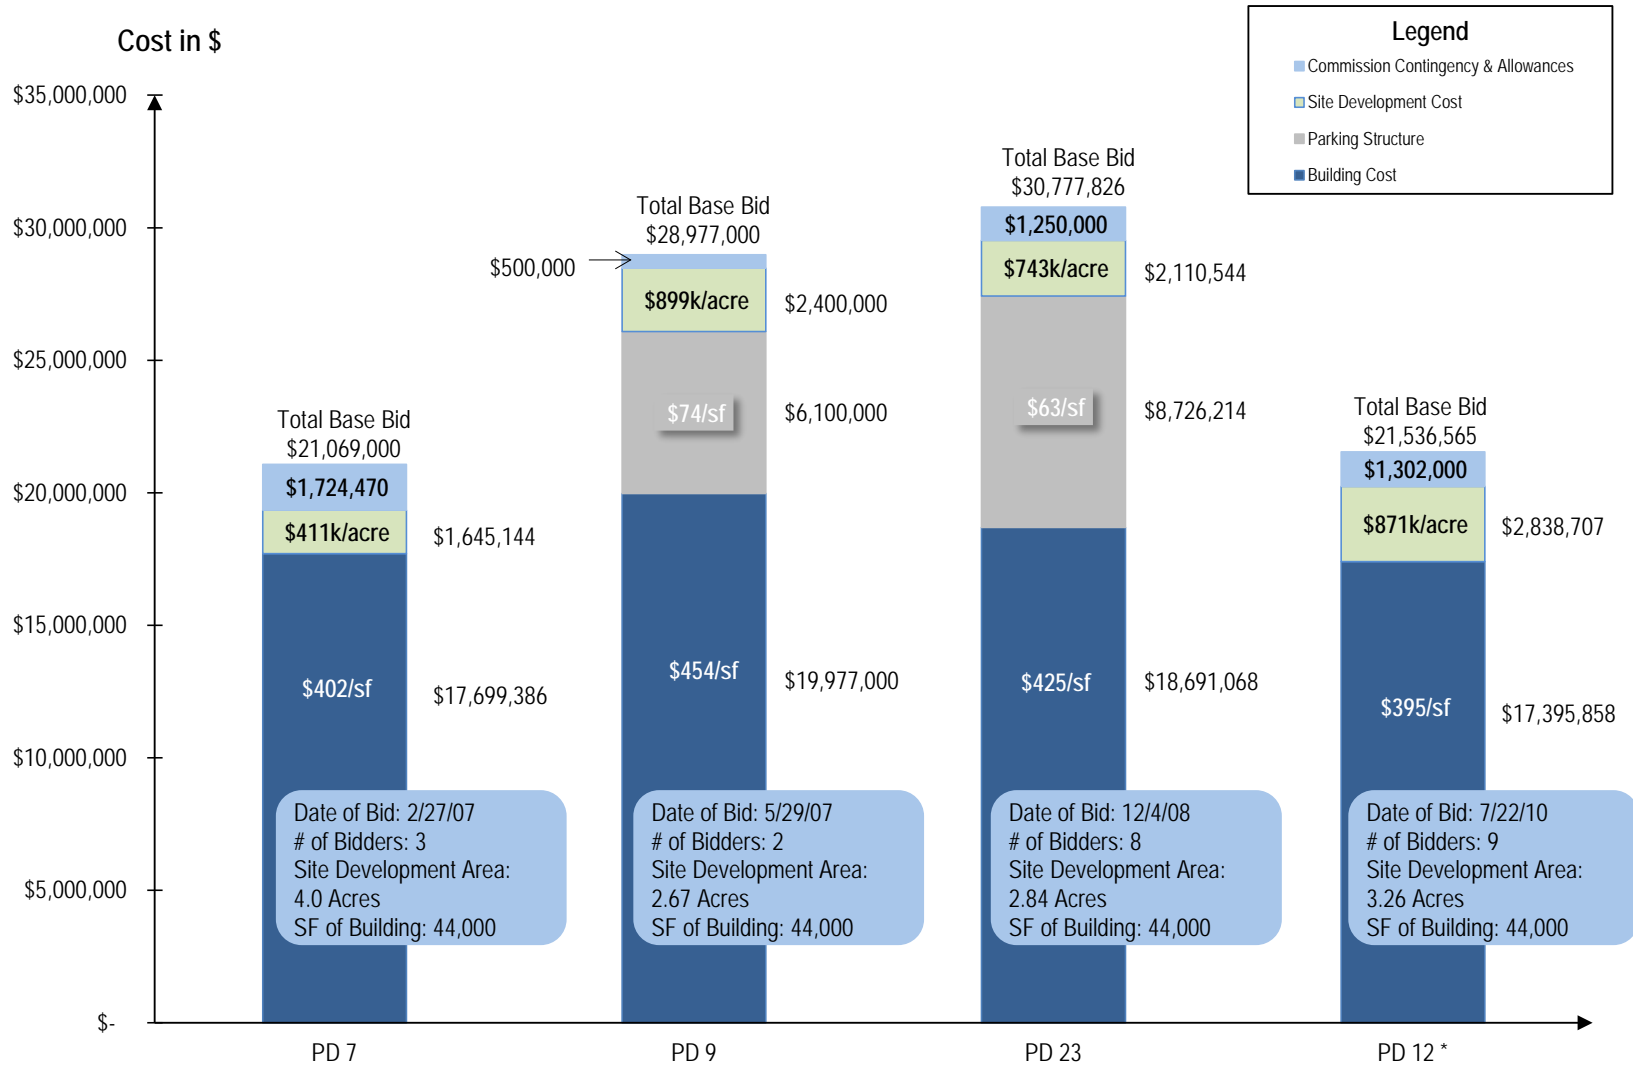 Cost in $
Legend
Commission Contingency & Allowances
Site Development Cost
Parking Structure
Building Cost
$35,000,000
$30,000,000
$25,000,000
$20,000,000
$15,000,000
$10,000,000
$5,000,000
$-
Total Base Bid
$21,069,000
$1,724,470
$411k/acre
$1,645,144
$402/sf
$17,699,386
Date of Bid: 2/27/07
# of Bidders: 3
Site Development Area:
4.0 Acres
SF of Building: 44,000
PD 7
Total Base Bid
$28,977,000
$500,000
$899k/acre
$2,400,000
$74/sf
$6,100,000
$454/sf
$19,977,000
Date of Bid: 5/29/07
# of Bidders: 2
Site Development Area:
2.67 Acres
SF of Building: 44,000
PD 9
Total Base Bid
$30,777,826
$1,250,000
$743k/acre
$2,110,544
$63/sf
$8,726,214
$425/sf
$18,691,068
Date of Bid: 12/4/08
# of Bidders: 8
Site Development Area:
2.84 Acres
SF of Building: 44,000
PD 23
Total Base Bid
$21,536,565
$1,302,000
$871k/acre
$2,838,707
$395/sf
$17,395,858
Date of Bid: 7/22/10
# of Bidders: 9
Site Development Area:
3.26 Acres
SF of Building: 44,000
PD 12 *